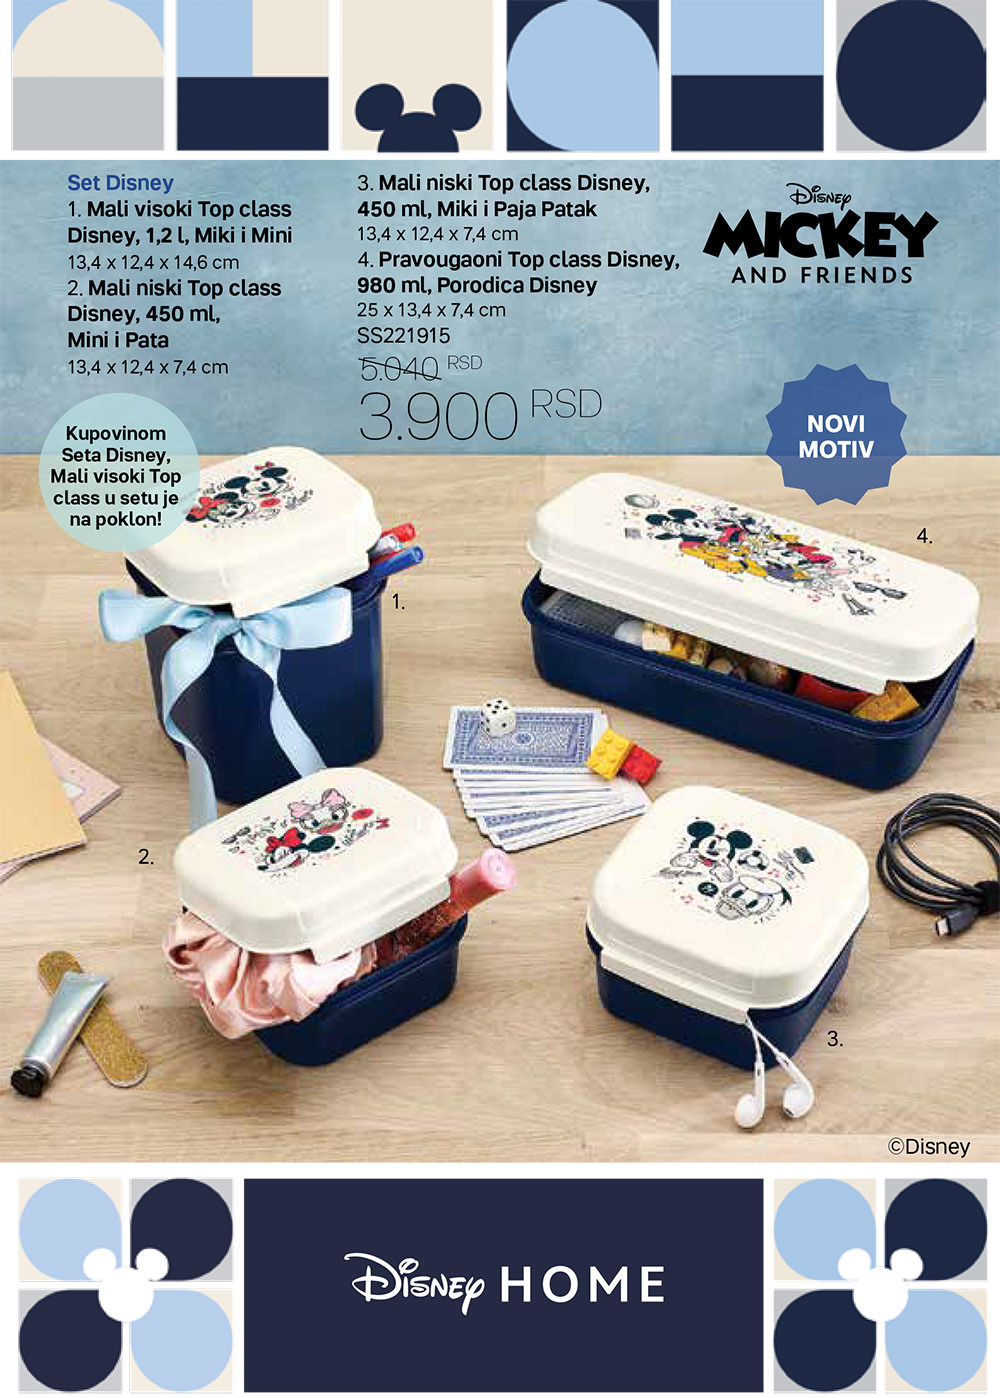 Set Disney
1. Mali visoki Top class
Disney, 1,2 l, Miki i Mini
13,4 x 12,4 x 14,6 cm
2. Mali niski Top class
Disney, 450 ml,
Mini i Pata
13,4 x 12,4 x 7,4 cm
3. Mali niski Top class Disney,
450 ml, Miki i Paja Patak
13,4 x 12,4 x 7,4 cm
4. Pravougaoni Top class Disney,
980 ml, Porodica Disney
25 x 13,4 x 7,4 cm
SS221915
5.040 RSD
3.900 RSD
Disney
MICKEY
AND FRIENDS
NOVI
MOTIV
Kupovinom
Seta Disney,
Mali visoki Top
class u setu je
na poklon!
1.
4.
2.
3.
©Disney
Disney HOME